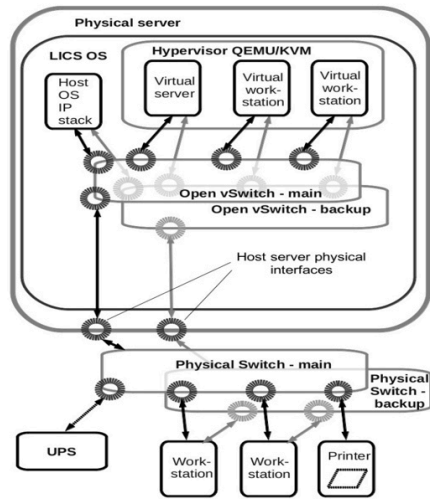 Physical server
LICS OS
Hypervisor QEMU/KVM
Host
OS
IP
stack
Virtual
server
Virtual
work-
station
Virtual
work-
station
Open vSwitch - main
Open vSwitch - backup
Host server physical
interfaces
Physical Switch - main
Physical
Switch -
backup
UPS
Work-
station
Work-
station
Printer